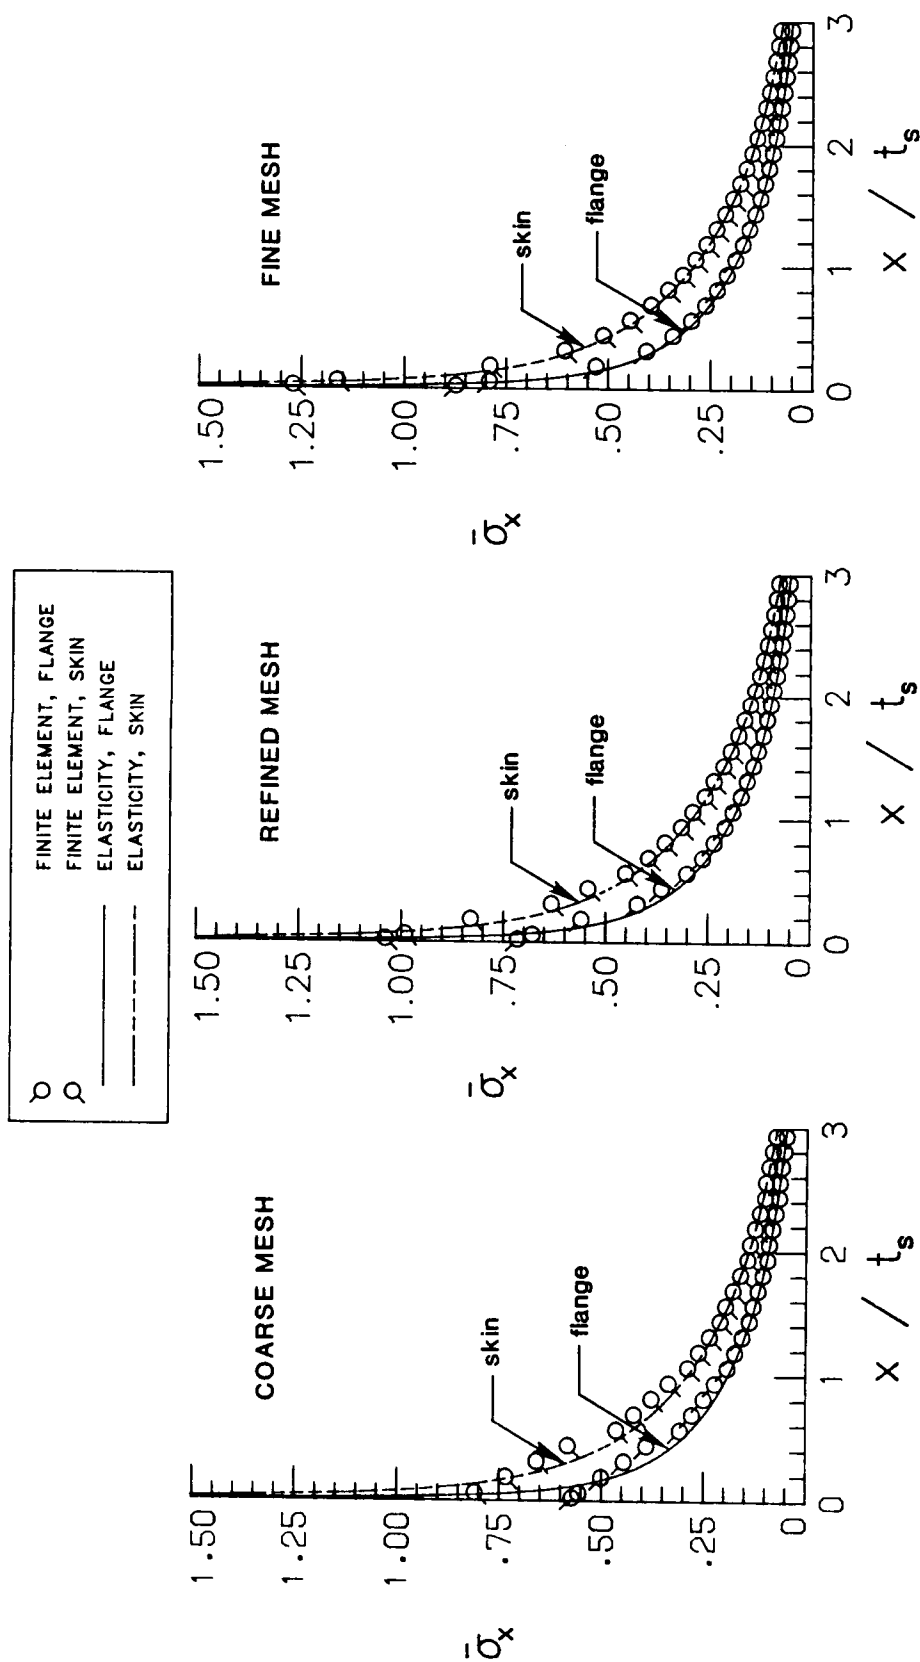 FINITE ELEMENT, FLANGE
FINITE ELEMENT, SKIN
ELASTICITY, FLANGE
ELASTICITY, SKIN
COARSE MESH
1.50
1.25
1.00
.75
.50
.25
0
σ̄x
skin
flange
0 1 2 3
x / ts
REFINED MESH
1.50
1.25
1.00
.75
.50
.25
0
σ̄x
skin
flange
0 1 2 3
x / ts
FINE MESH
1.50
1.25
1.00
.75
.50
.25
0
σ̄x
skin
flange
0 1 2 3
x / ts